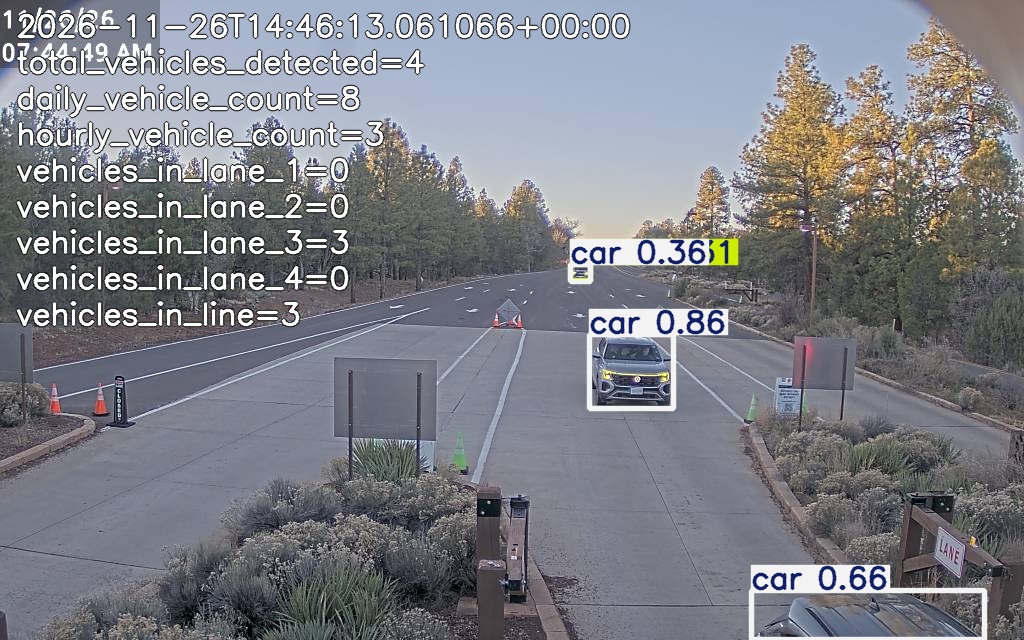 2026-11-26T14:46:13.061066+00:00
07:44:49 AM
total_vehicles_detected=4
daily_vehicle_count=8
hourly_vehicle_count=3
vehicles_in_lane_1=0
vehicles_in_lane_2=0
vehicles_in_lane_3=3
vehicles_in_lane_4=0
vehicles_in_line=3
car 0.36
car 0.86
CLOSED
LANE
car 0.66